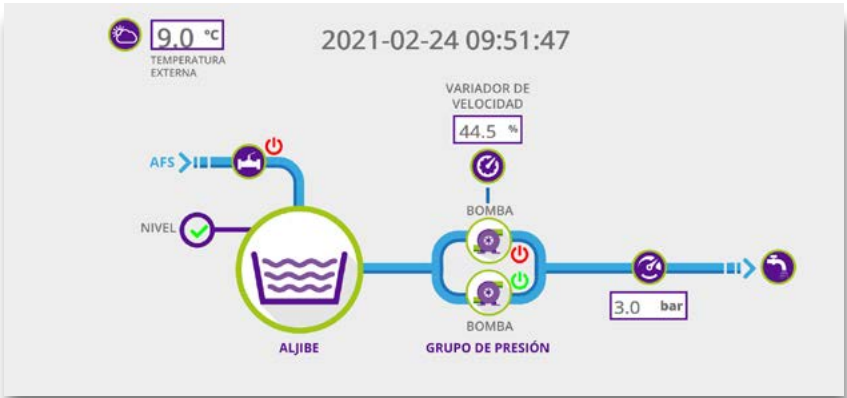 9.0 °C
TEMPERATURA
EXTERNA
2021-02-24 09:51:47
VARIADOR DE
VELOCIDAD
44.5 %
AFS
NIVEL
BOMBA
3.0 bar
BOMBA
ALJIBE
GRUPO DE PRESIÓN